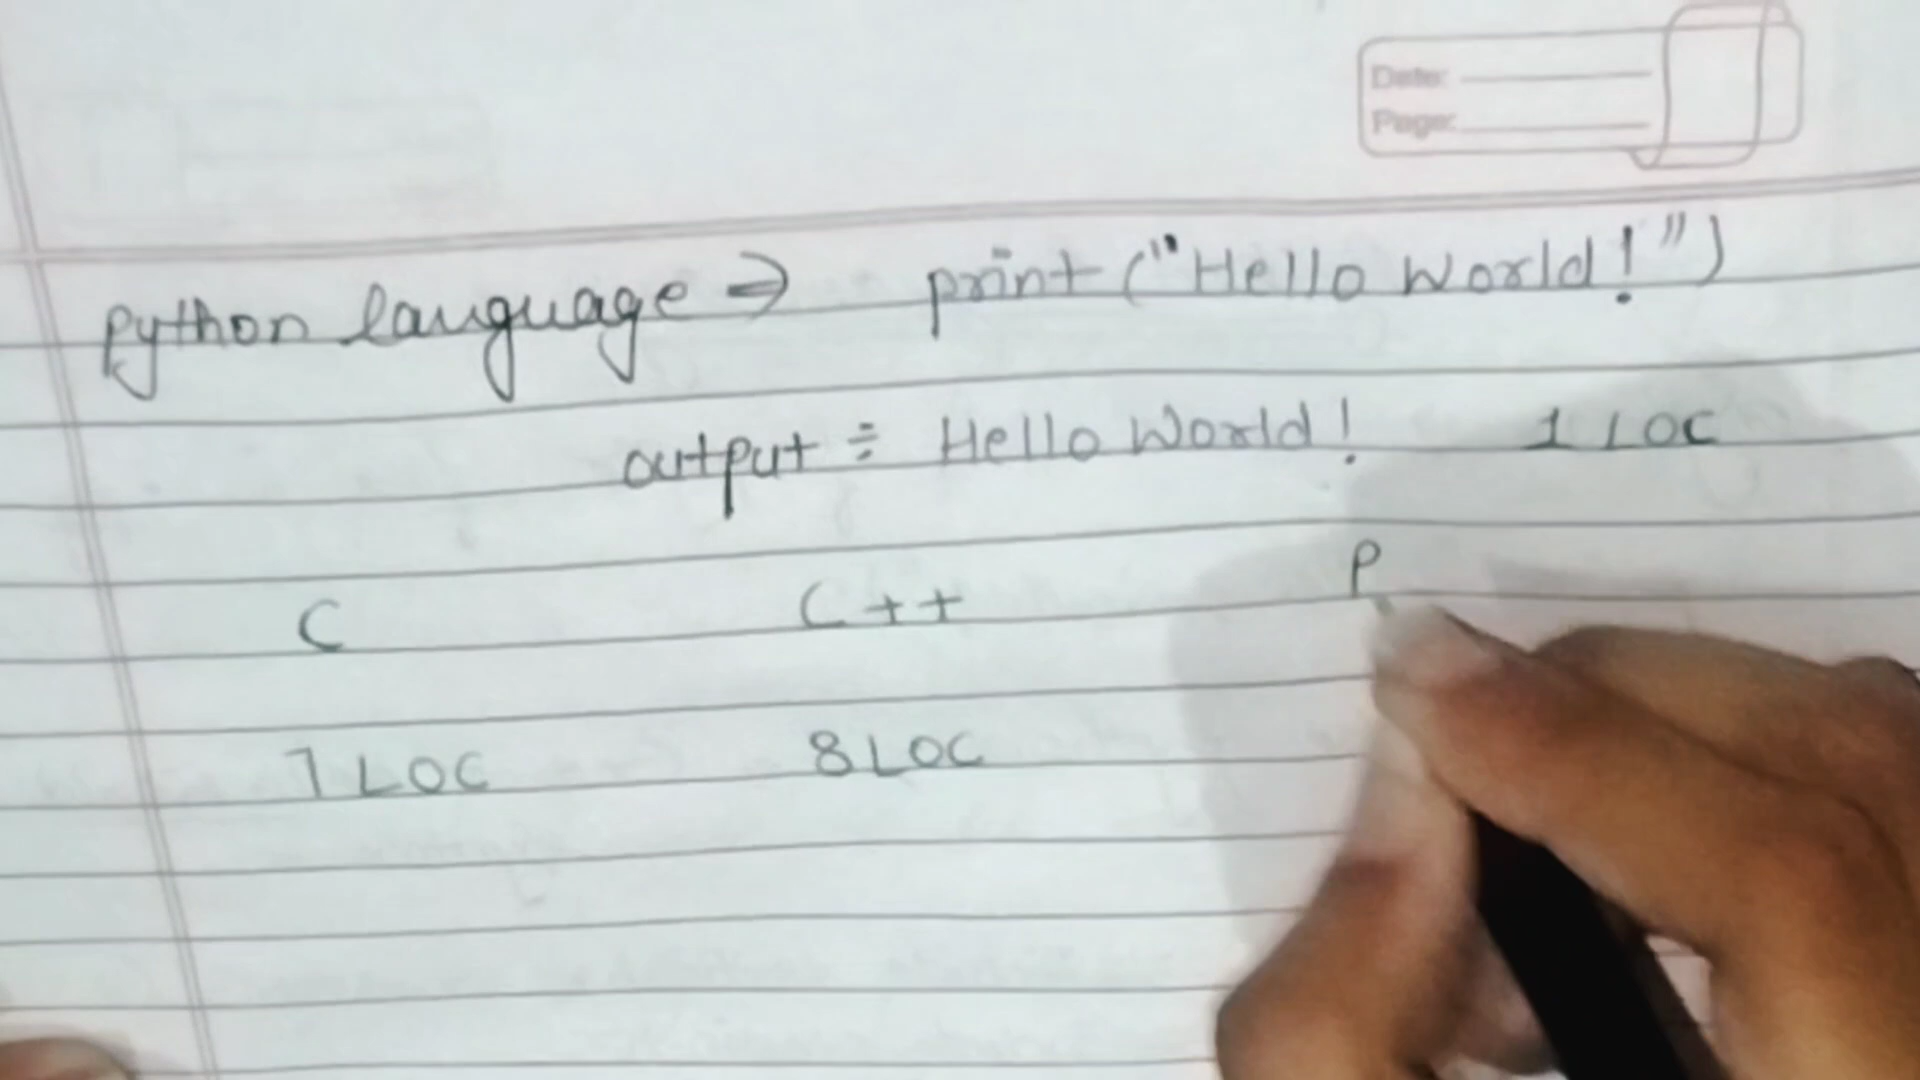 Date:
Page:
python language ⇒ print ("Hello World!")
output ÷ Hello World! 1 LOC
C C++ P
7 LOC 8 LOC